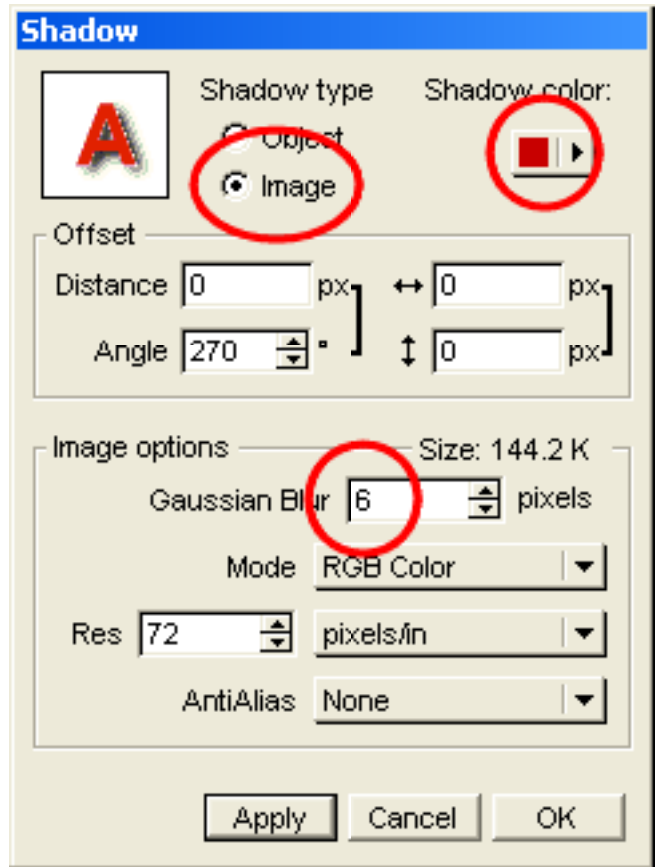 Shadow
A
Shadow type
Shadow color:
Object
Image
Offset
Distance 0 px ↔ 0 px
Angle 270 ° ↕ 0 px
Image options Size: 144.2 K
Gaussian Blur 6 pixels
Mode RGB Color
Res 72 pixels/in
AntiAlias None
Apply Cancel OK